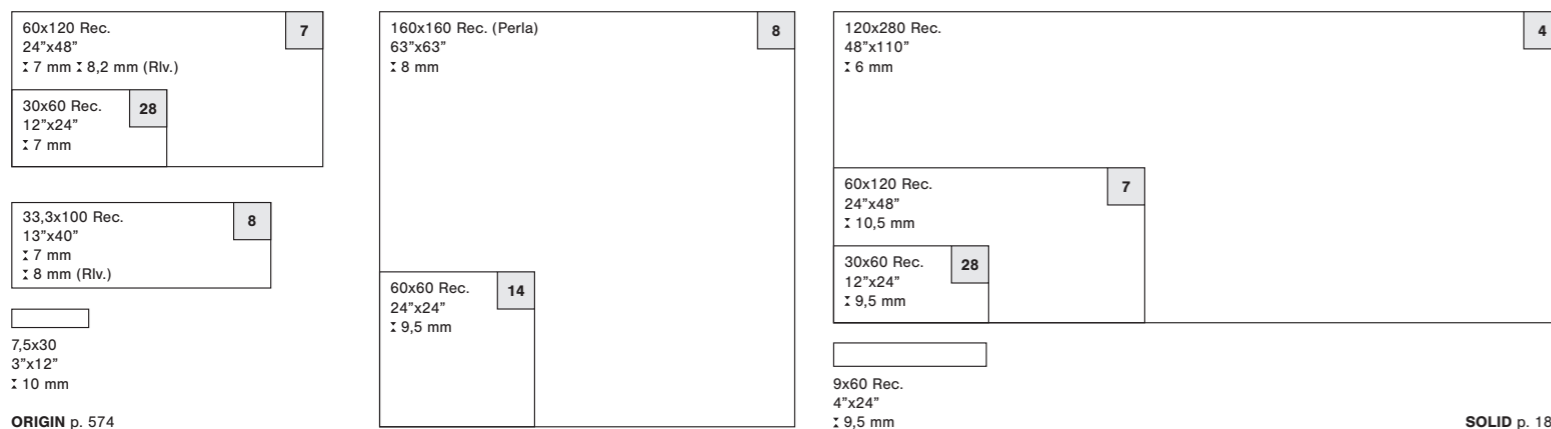 60x120 Rec.
24”x48”
7 mm 8,2 mm (Rlv.)
7
30x60 Rec.
12”x24”
7 mm
28
33,3x100 Rec.
13”x40”
7 mm
8 mm (Rlv.)
8
7,5x30
3”x12”
10 mm
ORIGIN p. 574
160x160 Rec. (Perla)
63”x63”
8 mm
8
60x60 Rec.
24”x24”
9,5 mm
14
120x280 Rec.
48”x110”
6 mm
4
60x120 Rec.
24”x48”
10,5 mm
7
30x60 Rec.
12”x24”
9,5 mm
28
9x60 Rec.
4”x24”
9,5 mm
SOLID p. 18